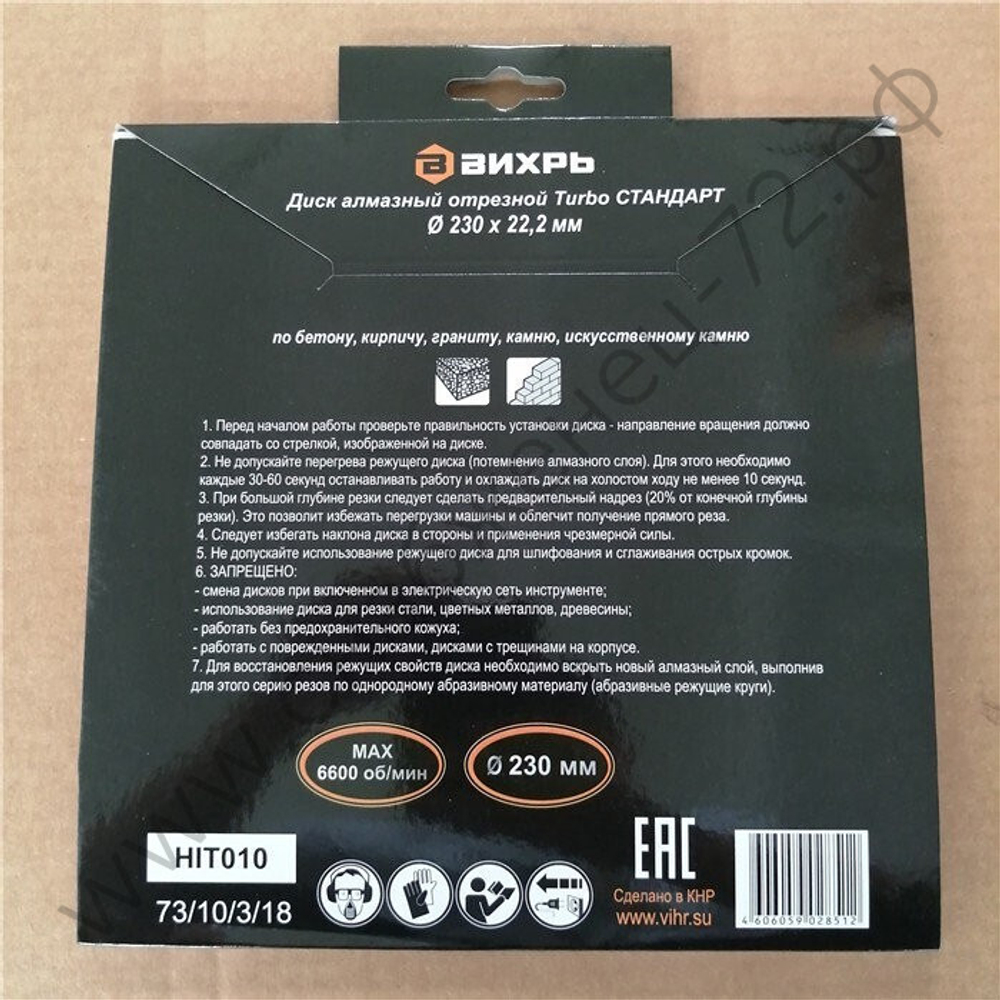 ВИХРЬ
Диск алмазный отрезной Turbo СТАНДАРТ
Ø 230 x 22,2 мм
по бетону, кирпичу, граниту, камню, искусственному камню
1. Перед началом работы проверьте правильность установки диска - направление вращения должно
совпадать со стрелкой, изображенной на диске.
2. Не допускайте перегрева режущего диска (потемнение алмазного слоя). Для этого необходимо
каждые 30-60 секунд останавливать работу и охлаждать диск на холостом ходу не менее 10 секунд.
3. При большой глубине резки следует сделать предварительный надрез (20% от конечной глубины
резки). Это позволит избежать перегрузки машины и облегчит получение прямого реза.
4. Следует избегать наклона диска в стороны и применения чрезмерной силы.
5. Не допускайте использование режущего диска для шлифования и сглаживания острых кромок.
6. ЗАПРЕЩЕНО:
- смена дисков при включенном в электрическую сеть инструменте;
- использование диска для резки стали, цветных металлов, древесины;
- работать без предохранительного кожуха;
- работать с поврежденными дисками, дисками с трещинами на корпусе.
7. Для восстановления режущих свойств диска необходимо вскрыть новый алмазный слой, выполнив
для этого серию резов по однородному абразивному материалу (абразивные режущие круги).
MAX
6600 об/мин
Ø 230 мм
HIT010
73/10/3/18
EAC
Сделано в КНР
www.vihr.su
4 606059 028512